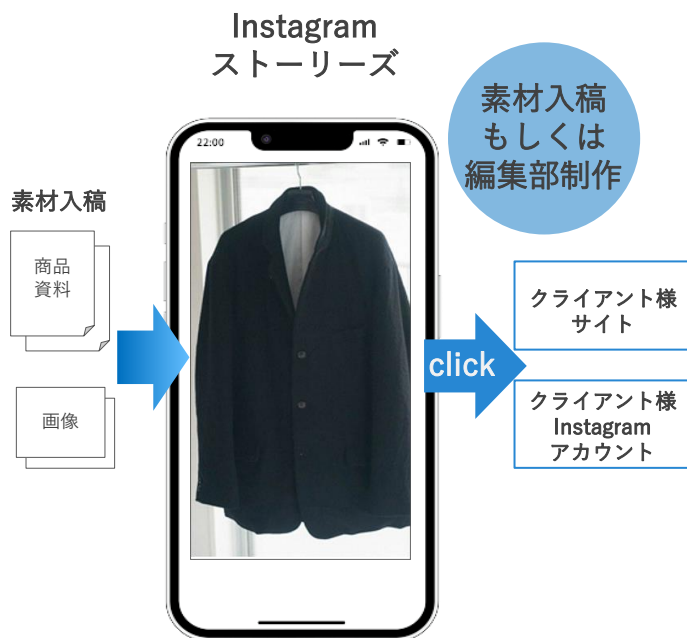 Instagram
ストーリーズ
素材入稿
もしくは
編集部制作
22:00
素材入稿
商品
資料
画像
click
クライアント様
サイト
クライアント様
Instagram
アカウント